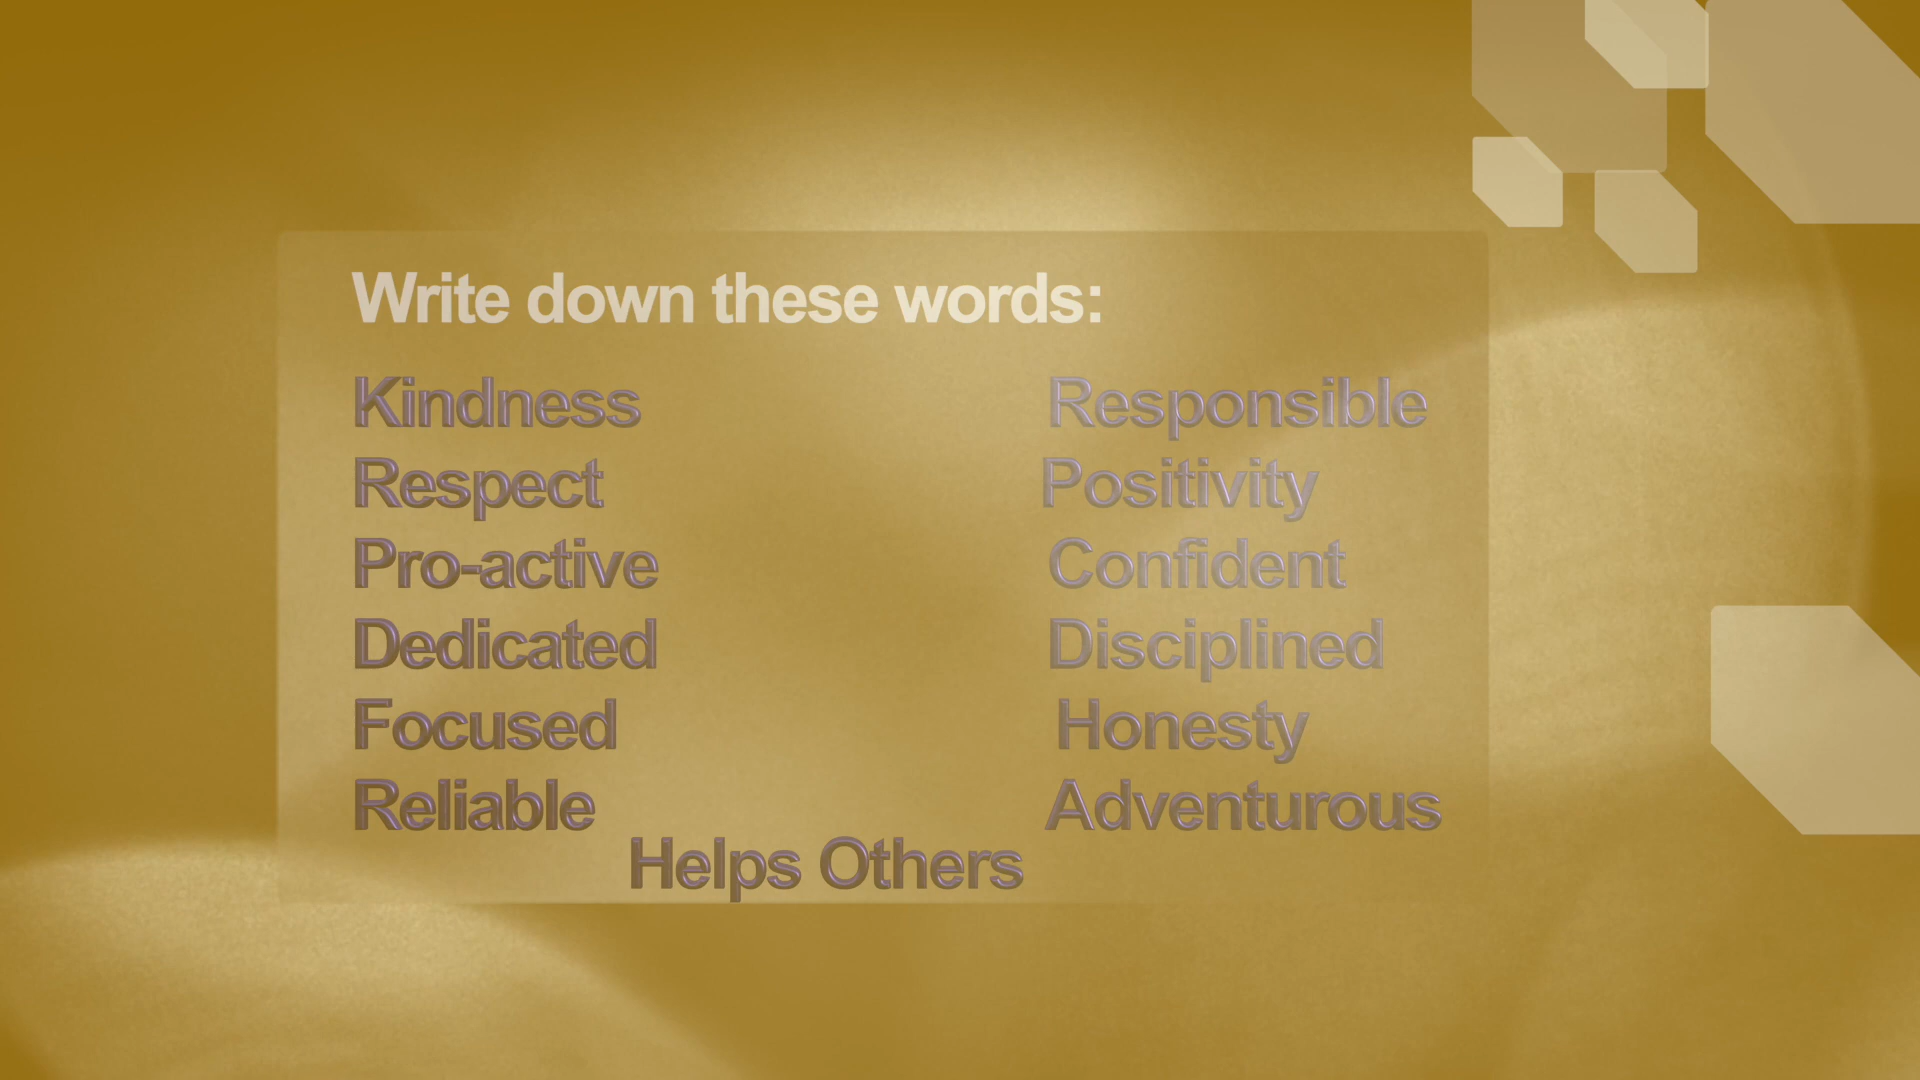 Write down these words:
Kindness
Respect
Pro-active
Dedicated
Focused
Reliable
Responsible
Positivity
Confident
Disciplined
Honesty
Adventurous
Helps Others